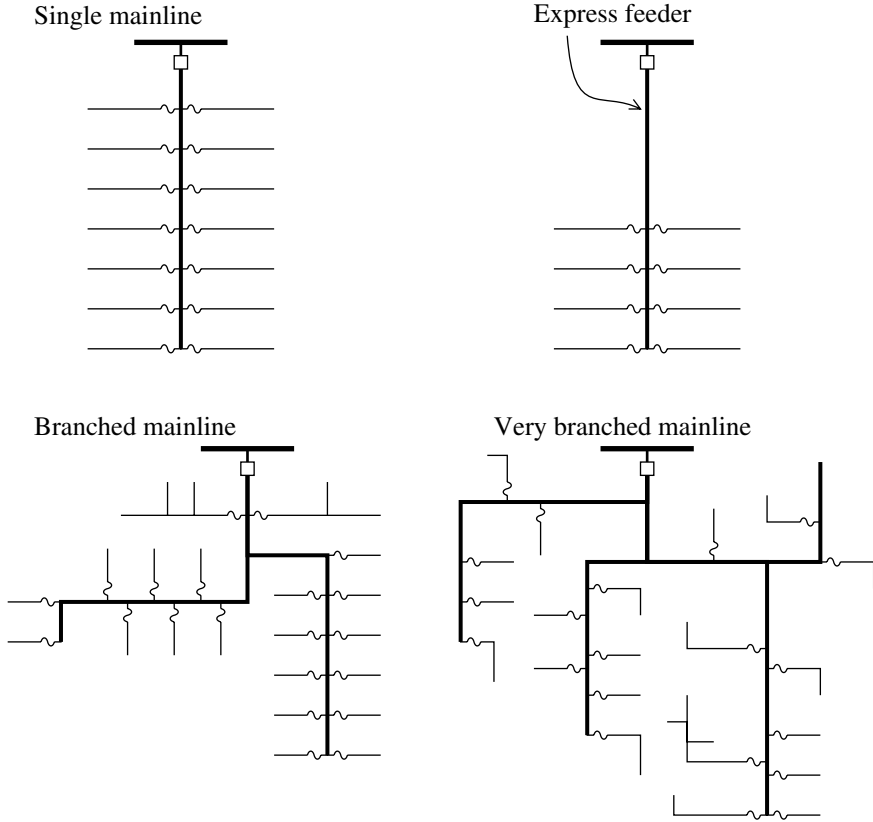 Single mainline
Express feeder
Branched mainline
Very branched mainline